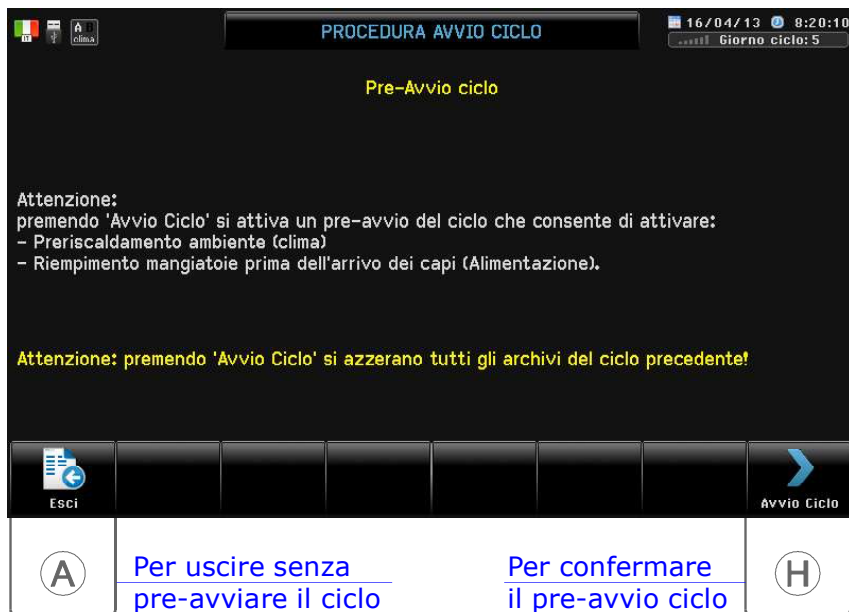 IT
A
clima
PROCEDURA AVVIO CICLO
16/04/13 8:20:10
Giorno ciclo: 5
Pre-Avvio ciclo
Attenzione:
premendo 'Avvio Ciclo' si attiva un pre-avvio del ciclo che consente di attivare:
- Preriscaldamento ambiente (clima)
- Riempimento mangiatoie prima dell'arrivo dei capi (Alimentazione).
Attenzione: premendo 'Avvio Ciclo' si azzerano tutti gli archivi del ciclo precedente!
Esci
Avvio Ciclo
A
Per uscire senza
pre-avviare il ciclo
Per confermare
il pre-avvio ciclo
H